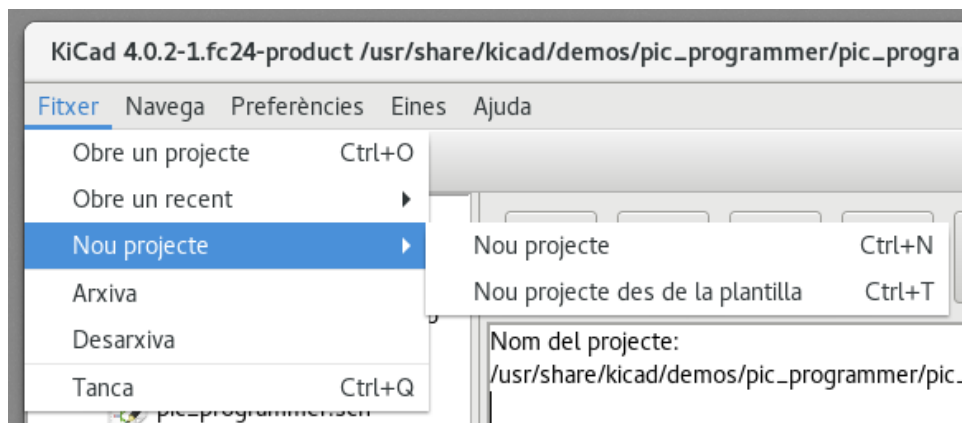 KiCad 4.0.2-1.fc24-product /usr/share/kicad/demos/pic_programmer/pic_progra
Fitxer Navega Preferències Eines Ajuda
Obre un projecte Ctrl+O
Obre un recent
Nou projecte
Nou projecte Ctrl+N
Arxiva
Nou projecte des de la plantilla Ctrl+T
Desarxiva
Nom del projecte:
/usr/share/kicad/demos/pic_programmer/pic_
Tanca Ctrl+Q
pic_programmer.sch